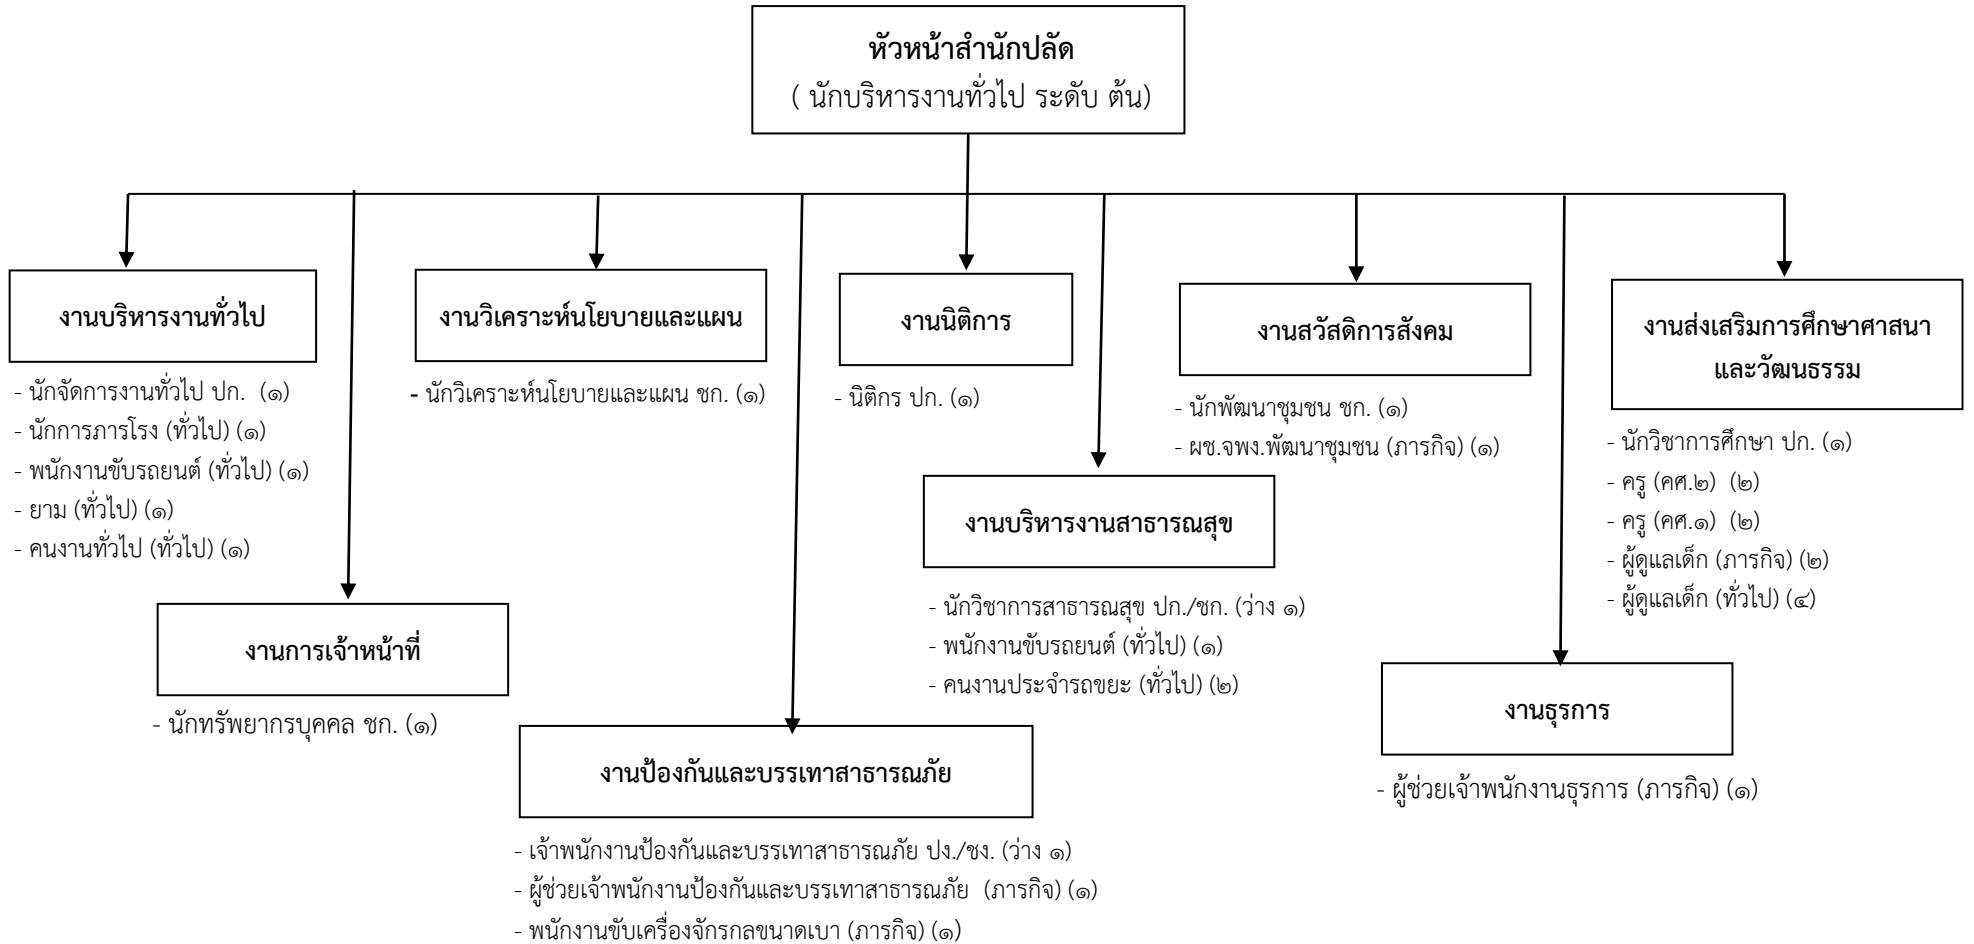 หัวหน้าสำนักปลัด
( นักบริหารงานทั่วไป ระดับ ต้น)
งานบริหารงานทั่วไป
- นักจัดการงานทั่วไป ปก. (๑)
- นักการภารโรง (ทั่วไป) (๑)
- พนักงานขับรถยนต์ (ทั่วไป) (๑)
- ยาม (ทั่วไป) (๑)
- คนงานทั่วไป (ทั่วไป) (๑)
งานการเจ้าหน้าที่
- นักทรัพยากรบุคคล ชก. (๑)
งานวิเคราะห์นโยบายและแผน
- นักวิเคราะห์นโยบายและแผน ชก. (๑)
งานป้องกันและบรรเทาสาธารณภัย
- เจ้าพนักงานป้องกันและบรรเทาสาธารณภัย ปง./ชง. (ว่าง ๑)
- ผู้ช่วยเจ้าพนักงานป้องกันและบรรเทาสาธารณภัย (ภารกิจ) (๑)
- พนักงานขับเครื่องจักรกลขนาดเบา (ภารกิจ) (๑)
งานนิติการ
- นิติกร ปก. (๑)
งานบริหารงานสาธารณสุข
- นักวิชาการสาธารณสุข ปก./ชก. (ว่าง ๑)
- พนักงานขับรถยนต์ (ทั่วไป) (๑)
- คนงานประจำรถขยะ (ทั่วไป) (๒)
งานสวัสดิการสังคม
- นักพัฒนาชุมชน ชก. (๑)
- ผช.จพง.พัฒนาชุมชน (ภารกิจ) (๑)
งานธุรการ
- ผู้ช่วยเจ้าพนักงานธุรการ (ภารกิจ) (๑)
งานส่งเสริมการศึกษาศาสนา
และวัฒนธรรม
- นักวิชาการศึกษา ปก. (๑)
- ครู (คศ.๒) (๒)
- ครู (คศ.๑) (๒)
- ผู้ดูแลเด็ก (ภารกิจ) (๒)
- ผู้ดูแลเด็ก (ทั่วไป) (๔)